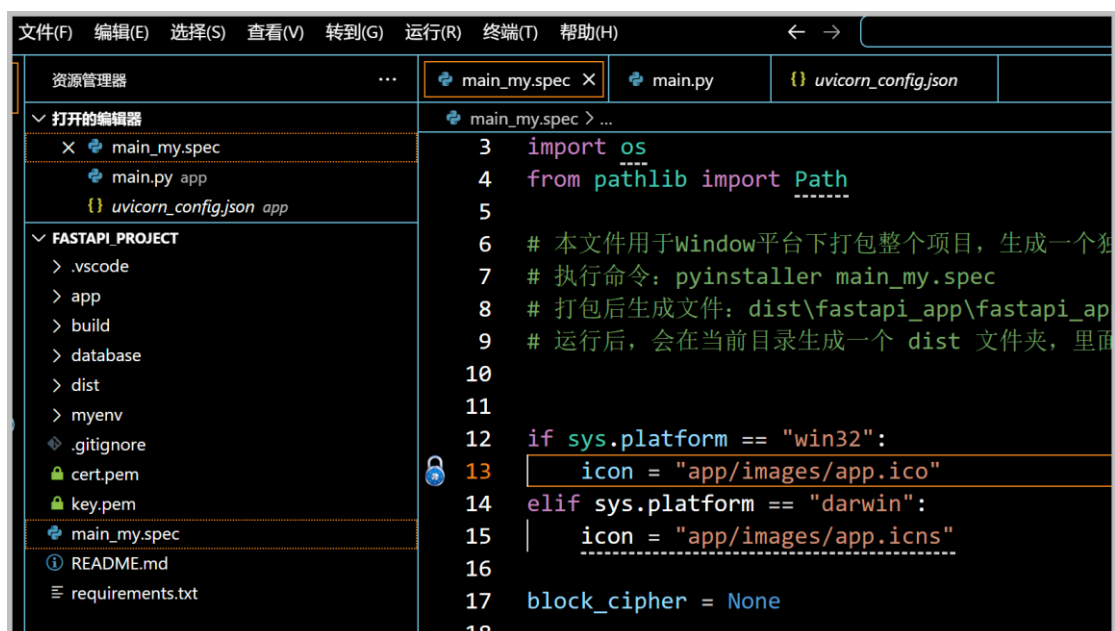 文件(F) 编辑(E) 选择(S) 查看(V) 转到(G) 运行(R) 终端(T) 帮助(H) ← →
资源管理器 ...
main_my.spec × main.py {} uvicorn_config.json
打开的编辑器
× main_my.spec
main.py app
{} uvicorn_config.json app
FASTAPI_PROJECT
> .vscode
> app
> build
> database
> dist
> myenv
.gitignore
cert.pem
key.pem
main_my.spec
README.md
requirements.txt
main_my.spec > ...
3 import os
4 from pathlib import Path
5
6 # 本文件用于Window平台下打包整个项目，生成一个独
7 # 执行命令：pyinstaller main_my.spec
8 # 打包后生成文件：dist\fastapi_app\fastapi_ap
9 # 运行后，会在当前目录生成一个 dist 文件夹，里面
10
11
12 if sys.platform == "win32":
13 icon = "app/images/app.ico"
14 elif sys.platform == "darwin":
15 icon = "app/images/app.icns"
16
17 block_cipher = None